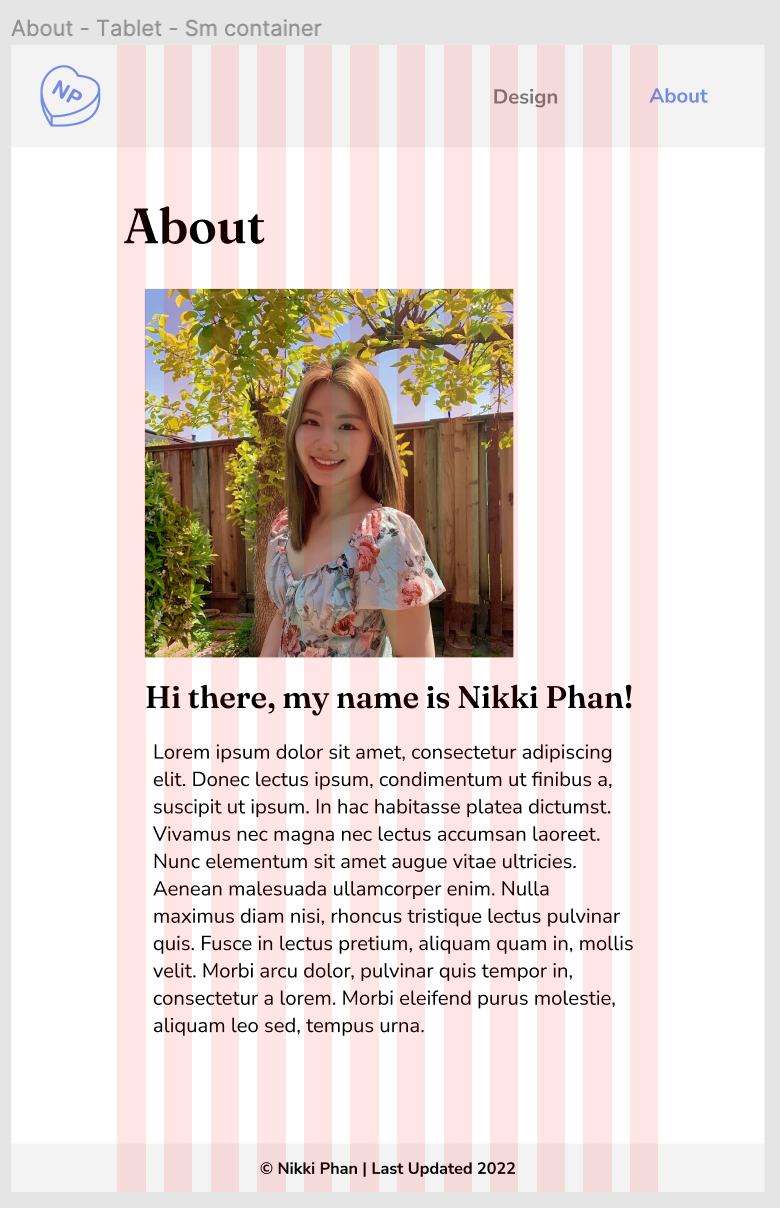 About - Tablet - Sm container
NP
Design
About
About
Hi there, my name is Nikki Phan!
Lorem ipsum dolor sit amet, consectetur adipiscing
elit. Donec lectus ipsum, condimentum ut finibus a,
suscipit ut ipsum. In hac habitasse platea dictumst.
Vivamus nec magna nec lectus accumsan laoreet.
Nunc elementum sit amet augue vitae ultricies.
Aenean malesuada ullamcorper enim. Nulla
maximus diam nisi, rhoncus tristique lectus pulvinar
quis. Fusce in lectus pretium, aliquam quam in, mollis
velit. Morbi arcu dolor, pulvinar quis tempor in,
consectetur a lorem. Morbi eleifend purus molestie,
aliquam leo sed, tempus urna.
© Nikki Phan | Last Updated 2022